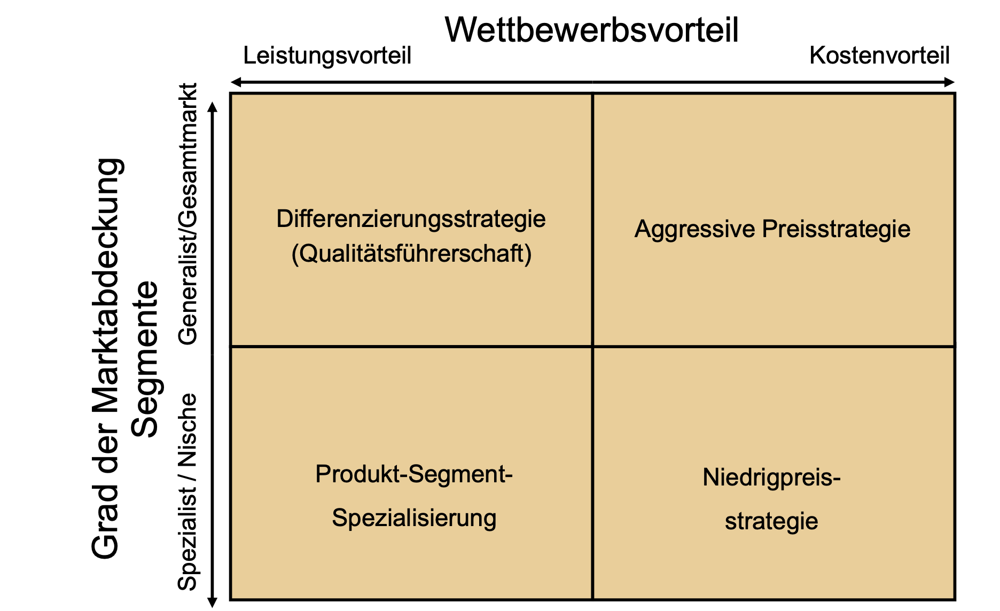 Wettbewerbsvorteil
Leistungsvorteil
Kostenvorteil
Grad der Marktabdeckung
Segmente
Generalist/Gesamtmarkt
Spezialist / Nische
Differenzierungsstrategie
(Qualitätsführerschaft)
Aggressive Preisstrategie
Produkt-Segment-
Spezialisierung
Niedrigpreis-
strategie